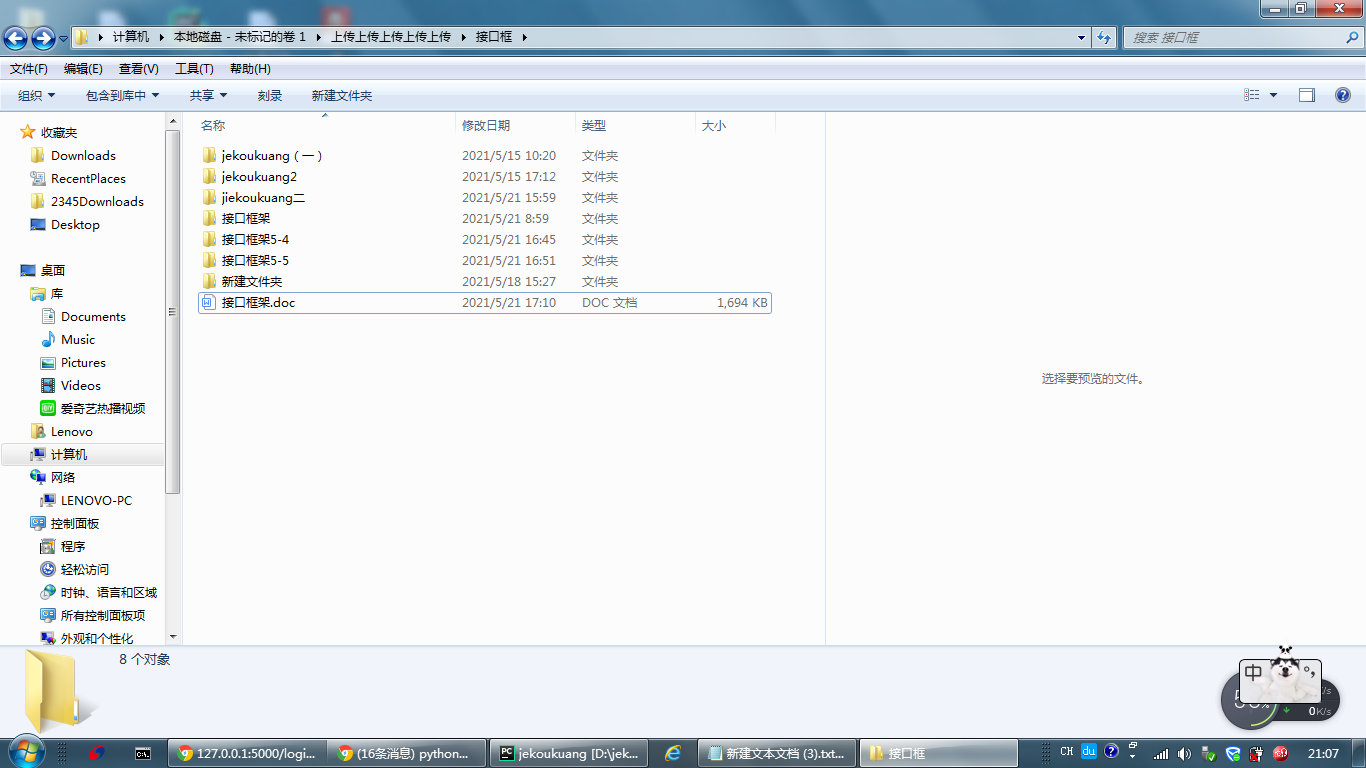 计算机 本地磁盘 - 未标记的卷 1 上传上传上传上传上传 接口框 搜索 接口框
文件(F) 编辑(E) 查看(V) 工具(T) 帮助(H)
组织 包含到库中 共享 刻录 新建文件夹
收藏夹
Downloads
RecentPlaces
2345Downloads
Desktop
桌面
库
Documents
Music
Pictures
Videos
爱奇艺热播视频
Lenovo
计算机
网络
LENOVO-PC
控制面板
程序
轻松访问
时钟、语言和区域
所有控制面板项
外观和个性化
名称 修改日期 类型 大小
jekoukuang（一） 2021/5/15 10:20 文件夹
jekoukuang2 2021/5/15 17:12 文件夹
jiekoukuang二 2021/5/21 15:59 文件夹
接口框架 2021/5/21 8:59 文件夹
接口框架5-4 2021/5/21 16:45 文件夹
接口框架5-5 2021/5/21 16:51 文件夹
新建文件夹 2021/5/18 15:27 文件夹
接口框架.doc 2021/5/21 17:10 DOC 文档 1,694 KB
选择要预览的文件。
8 个对象
中 °,
0K/s
127.0.0.1:5000/logi... (16条消息) python... jekoukuang [D:\jek... 新建文本文档 (3).txt... 接口框 CH du 21:07